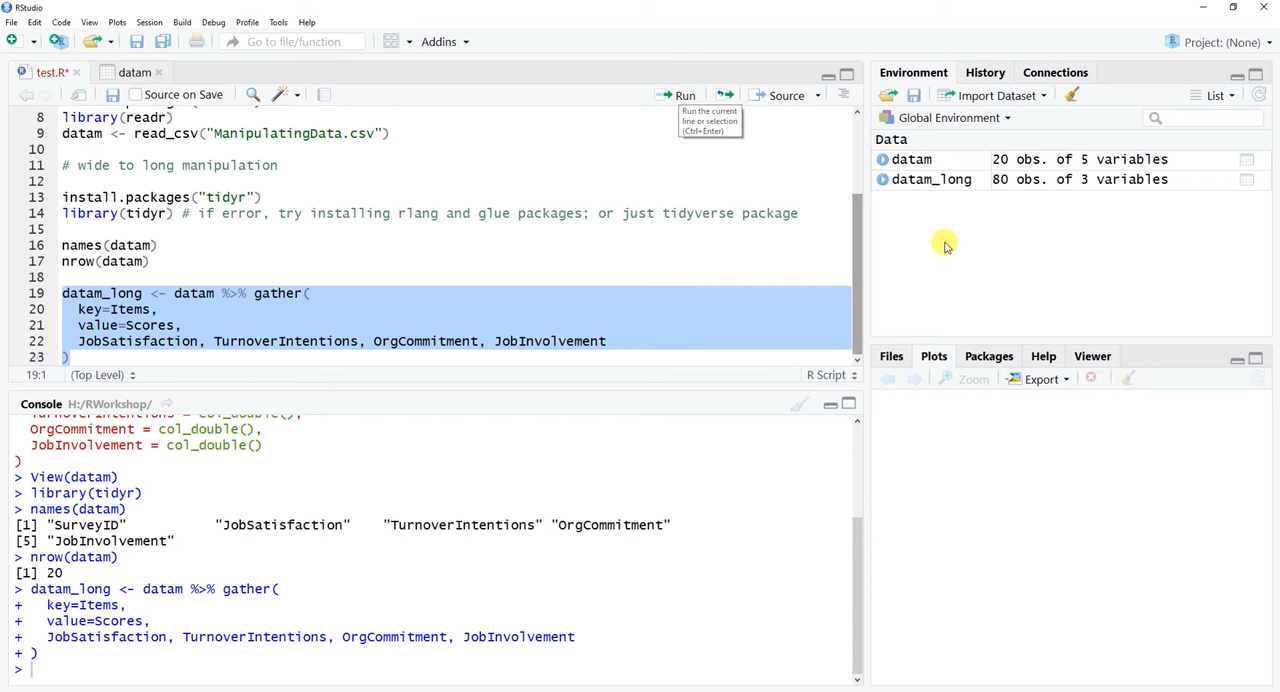 RStudio
File Edit Code View Plots Session Build Debug Profile Tools Help
Go to file/function Addins Project: (None)
test.R* datam
Source on Save Run Source
Run the current
line or selection
(Ctrl+Enter)
8 library(readr)
9 datam <- read_csv("ManipulatingData.csv")
10
11 # wide to long manipulation
12
13 install.packages("tidyr")
14 library(tidyr) # if error, try installing rlang and glue packages; or just tidyverse package
15
16 names(datam)
17 nrow(datam)
18
19 datam_long <- datam %>% gather(
20 key=Items,
21 value=Scores,
22 JobSatisfaction, TurnoverIntentions, OrgCommitment, JobInvolvement
23 )
19:1 (Top Level) R Script
Console H:/RWorkshop/
TurnoverIntentions = col_double(),
OrgCommitment = col_double(),
JobInvolvement = col_double()
)
> View(datam)
> library(tidyr)
> names(datam)
[1] "SurveyID" "JobSatisfaction" "TurnoverIntentions" "OrgCommitment"
[5] "JobInvolvement"
> nrow(datam)
[1] 20
> datam_long <- datam %>% gather(
+ key=Items,
+ value=Scores,
+ JobSatisfaction, TurnoverIntentions, OrgCommitment, JobInvolvement
+ )
>
Environment History Connections
Import Dataset List
Global Environment
Data
datam 20 obs. of 5 variables
datam_long 80 obs. of 3 variables
Files Plots Packages Help Viewer
Zoom Export